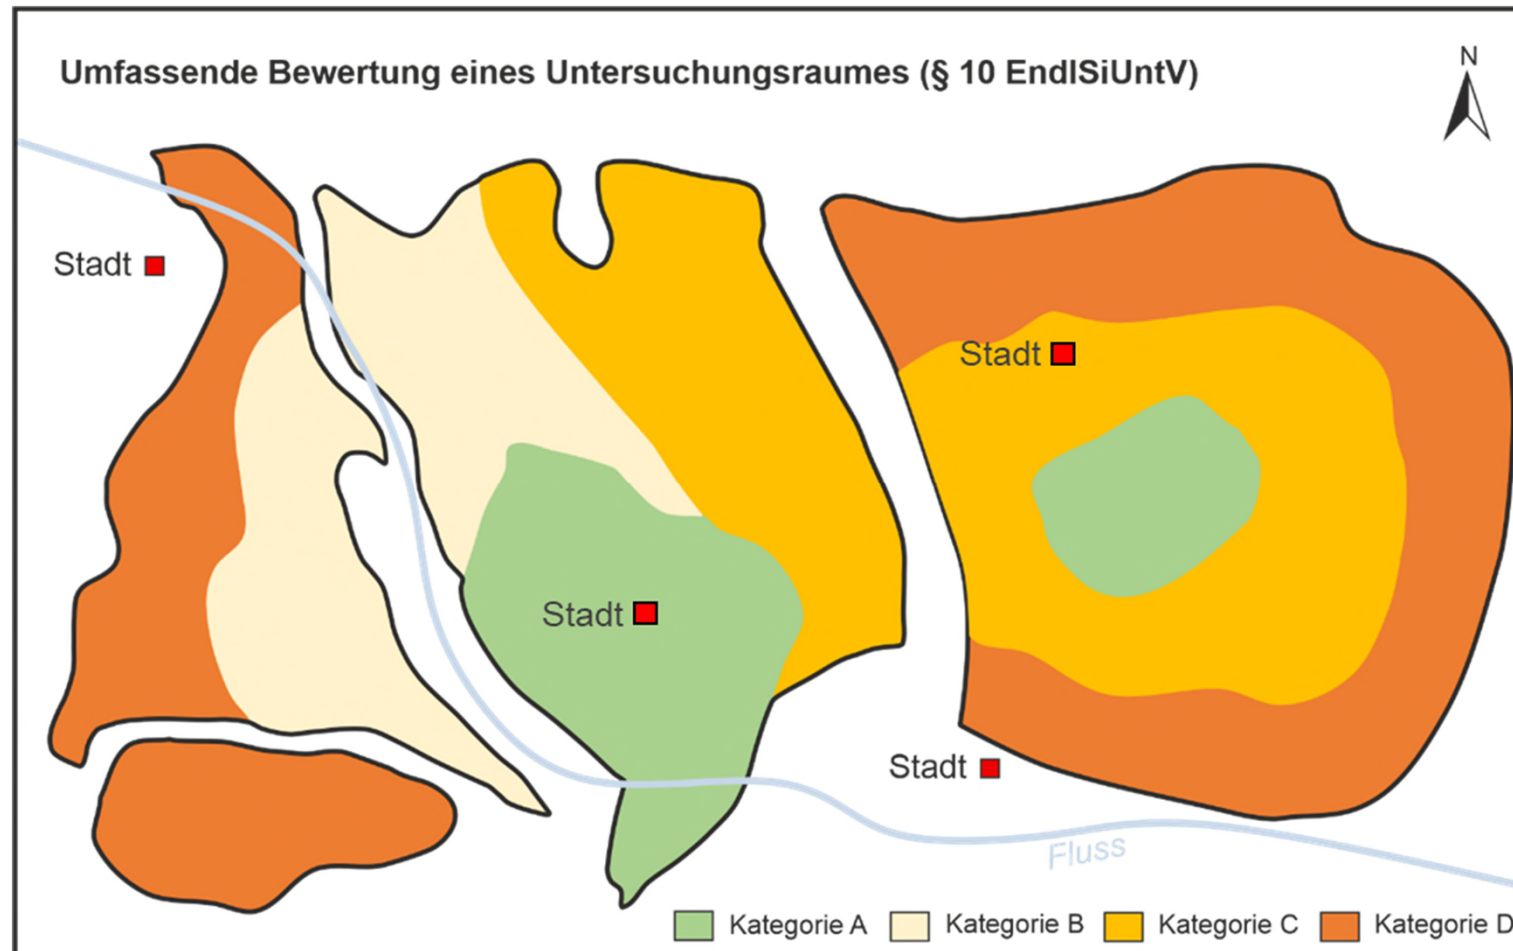 Umfassende Bewertung eines Untersuchungsraumes (§ 10 EndlSiUntV)
N
Stadt
Stadt
Stadt
Stadt
Fluss
Kategorie A
Kategorie B
Kategorie C
Kategorie D